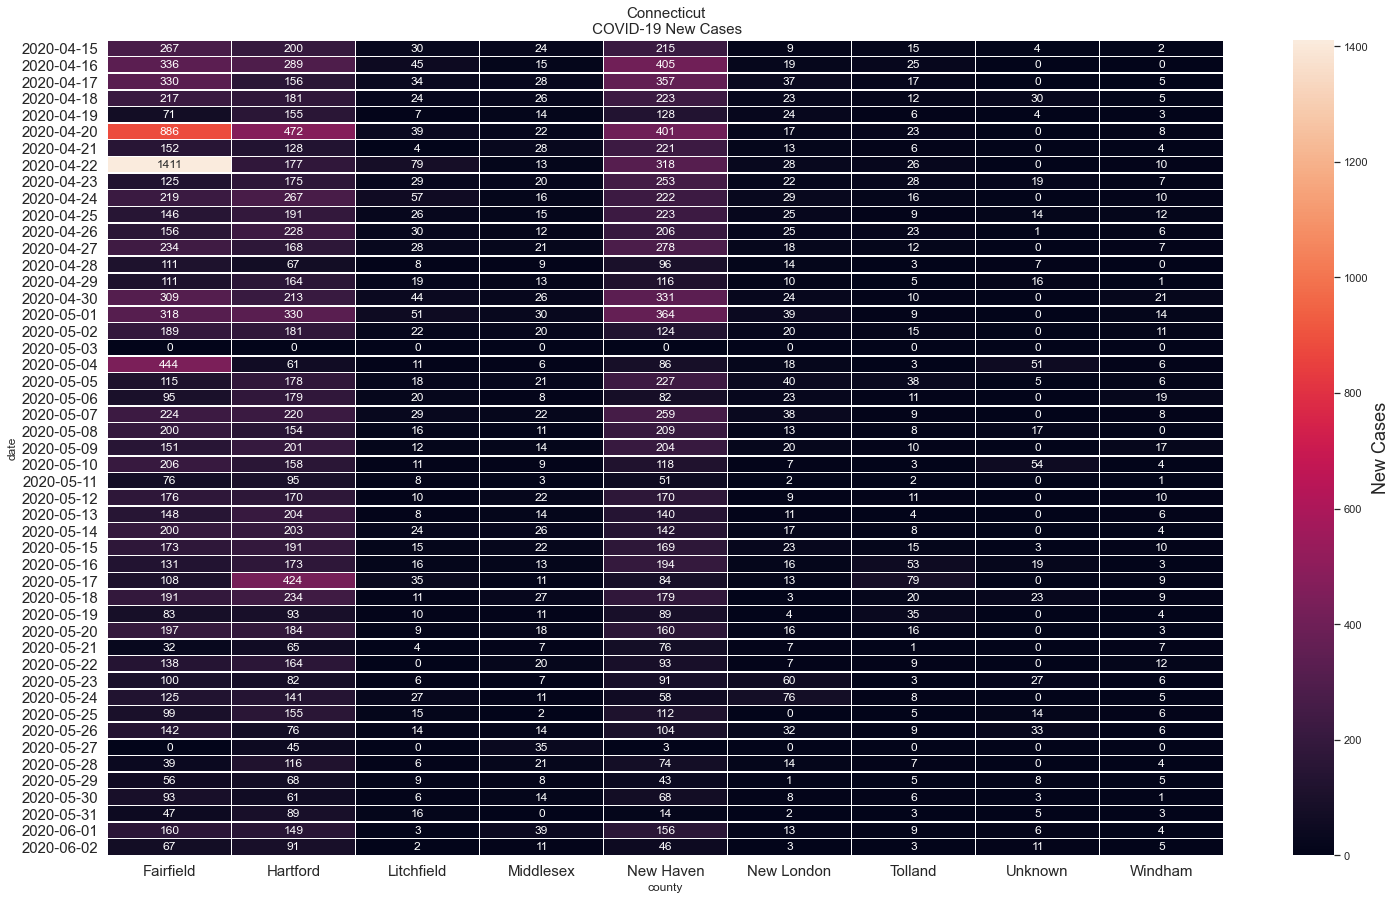 Connecticut
COVID-19 New Cases
2020-04-15 267 200 30 24 215 9 15 4 2
2020-04-16 336 289 45 15 405 19 25 0 0
2020-04-17 330 156 34 28 357 37 17 0 5
2020-04-18 217 181 24 26 223 23 12 30 5
2020-04-19 71 155 7 14 128 24 6 4 3
2020-04-20 886 472 39 22 401 17 23 0 8
2020-04-21 152 128 4 28 221 13 6 0 4
2020-04-22 1411 177 79 13 318 28 26 0 10
2020-04-23 125 175 29 20 253 22 28 19 7
2020-04-24 219 267 57 16 222 29 16 0 10
2020-04-25 146 191 26 15 223 25 9 14 12
2020-04-26 156 228 30 12 206 25 23 1 6
2020-04-27 234 168 28 21 278 18 12 0 7
2020-04-28 111 67 8 9 96 14 3 7 0
2020-04-29 111 164 19 13 116 10 5 16 1
2020-04-30 309 213 44 26 331 24 10 0 21
2020-05-01 318 330 51 30 364 39 9 0 14
2020-05-02 189 181 22 20 124 20 15 0 11
2020-05-03 0 0 0 0 0 0 0 0 0
2020-05-04 444 61 11 6 86 18 3 51 6
2020-05-05 115 178 18 21 227 40 38 5 6
2020-05-06 95 179 20 8 82 23 11 0 19
2020-05-07 224 220 29 22 259 38 9 0 8
2020-05-08 200 154 16 11 209 13 8 17 0
2020-05-09 151 201 12 14 204 20 10 0 17
2020-05-10 206 158 11 9 118 7 3 54 4
2020-05-11 76 95 8 3 51 2 2 0 1
2020-05-12 176 170 10 22 170 9 11 0 10
2020-05-13 148 204 8 14 140 11 4 0 6
2020-05-14 200 203 24 26 142 17 8 0 4
2020-05-15 173 191 15 22 169 23 15 3 10
2020-05-16 131 173 16 13 194 16 53 19 3
2020-05-17 108 424 35 11 84 13 79 0 9
2020-05-18 191 234 11 27 179 3 20 23 9
2020-05-19 83 93 10 11 89 4 35 0 4
2020-05-20 197 184 9 18 160 16 16 0 3
2020-05-21 32 65 4 7 76 7 1 0 7
2020-05-22 138 164 0 20 93 7 9 0 12
2020-05-23 100 82 6 7 91 60 3 27 6
2020-05-24 125 141 27 11 58 76 8 0 5
2020-05-25 99 155 15 2 112 0 5 14 6
2020-05-26 142 76 14 14 104 32 9 33 6
2020-05-27 0 45 0 35 3 0 0 0 0
2020-05-28 39 116 6 21 74 14 7 0 4
2020-05-29 56 68 9 8 43 1 5 8 5
2020-05-30 93 61 6 14 68 8 6 3 1
2020-05-31 47 89 16 0 14 2 3 5 3
2020-06-01 160 149 3 39 156 13 9 6 4
2020-06-02 67 91 2 11 46 3 3 11 5
Fairfield Hartford Litchfield Middlesex New Haven New London Tolland Unknown Windham
county
date
1400
1200
1000
800
600
400
200
0
New Cases